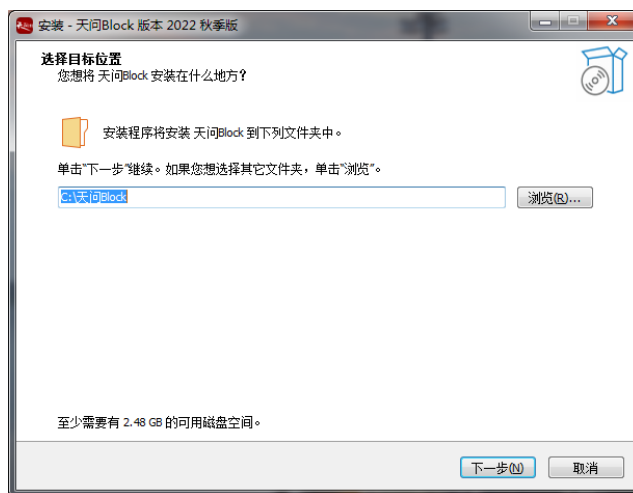 安装 - 天问Block 版本 2022 秋季版
选择目标位置
您想将 天问Block 安装在什么地方?
安装程序将安装 天问Block 到下列文件夹中。
单击“下一步”继续。如果您想选择其它文件夹，单击“浏览”。
C:\天问Block
浏览(R)...
至少需要有 2.48 GB 的可用磁盘空间。
下一步(N)
取消